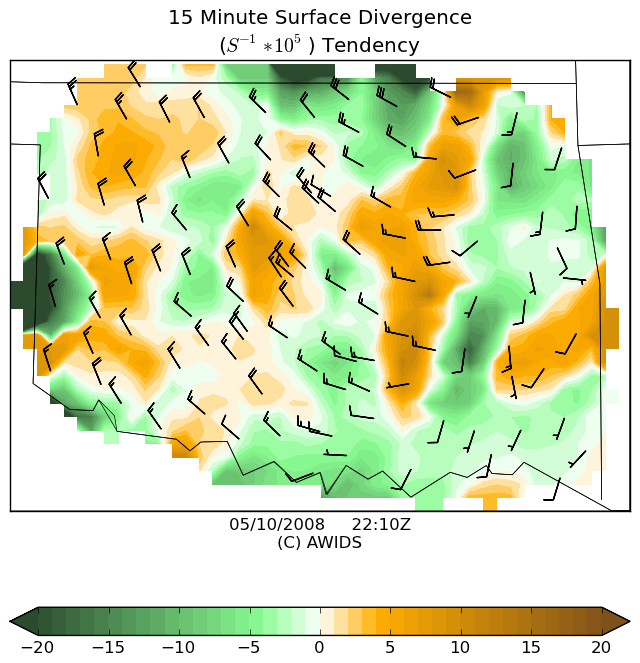 15 Minute Surface Divergence
(S⁻¹ * 10⁵ ) Tendency
05/10/2008 22:10Z
(C) AWIDS
−20 −15 −10 −5 0 5 10 15 20